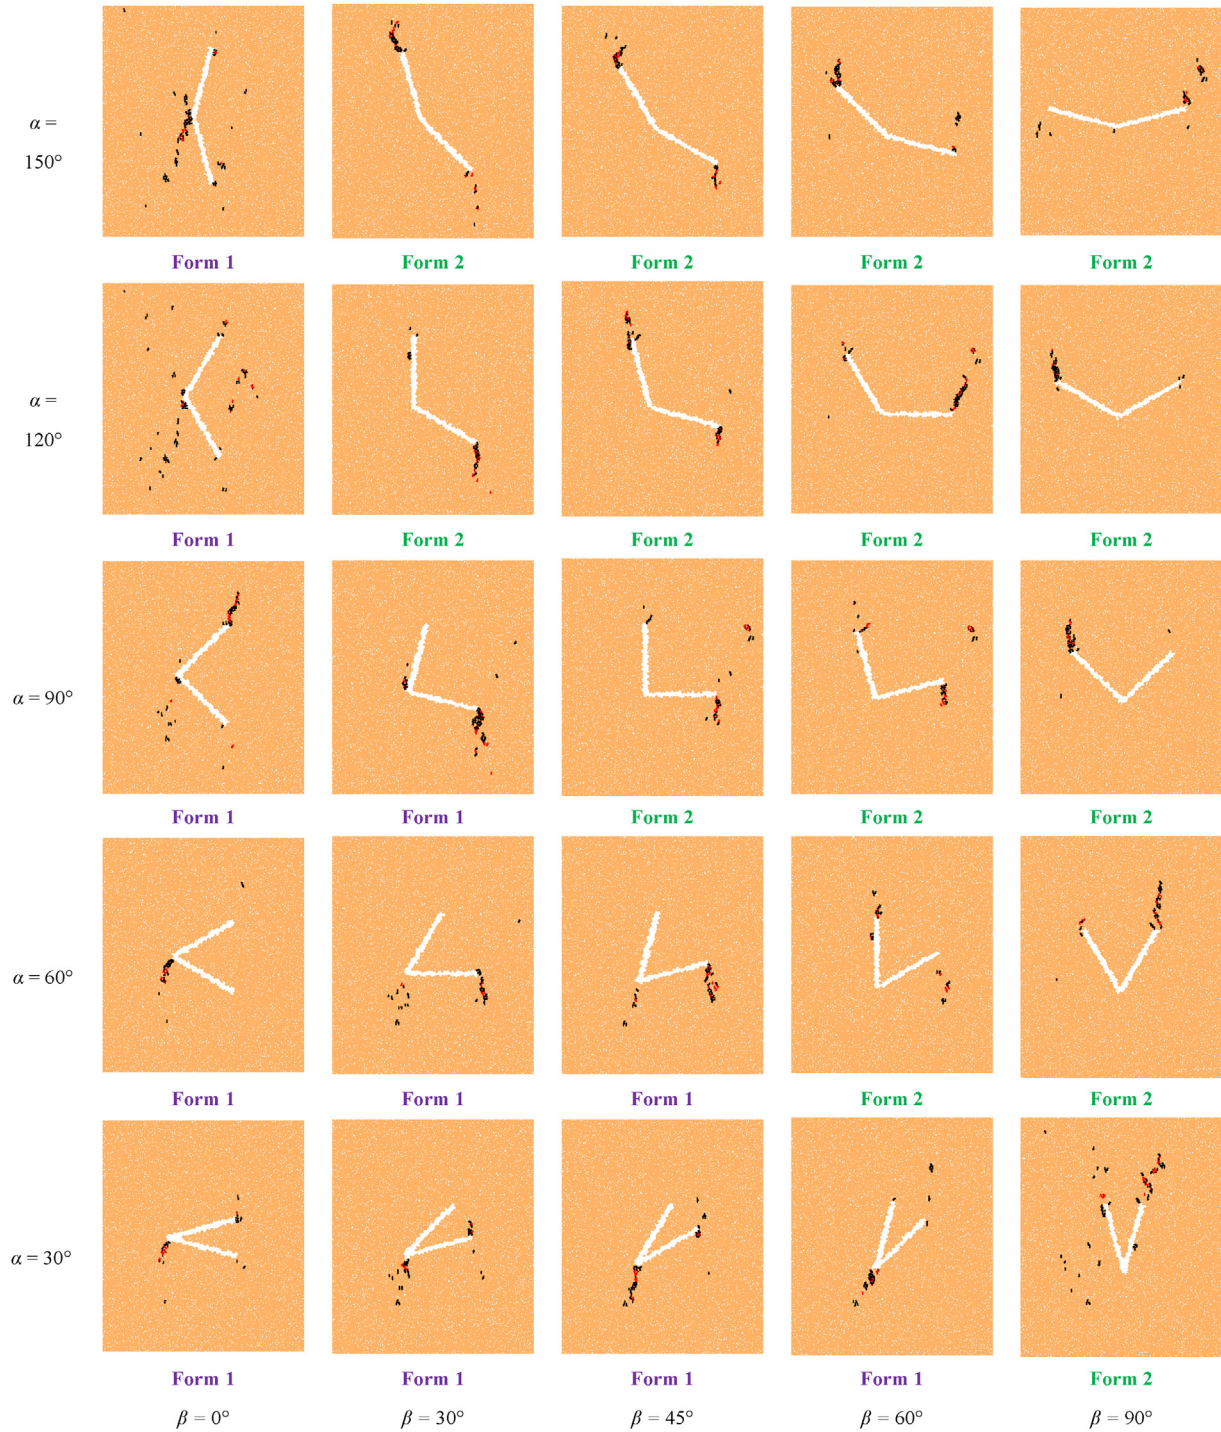 α =
150°
Form 1 Form 2 Form 2 Form 2 Form 2
α =
120°
Form 1 Form 2 Form 2 Form 2 Form 2
α = 90°
Form 1 Form 1 Form 2 Form 2 Form 2
α = 60°
Form 1 Form 1 Form 1 Form 2 Form 2
α = 30°
Form 1 Form 1 Form 1 Form 1 Form 2
β = 0° β = 30° β = 45° β = 60° β = 90°